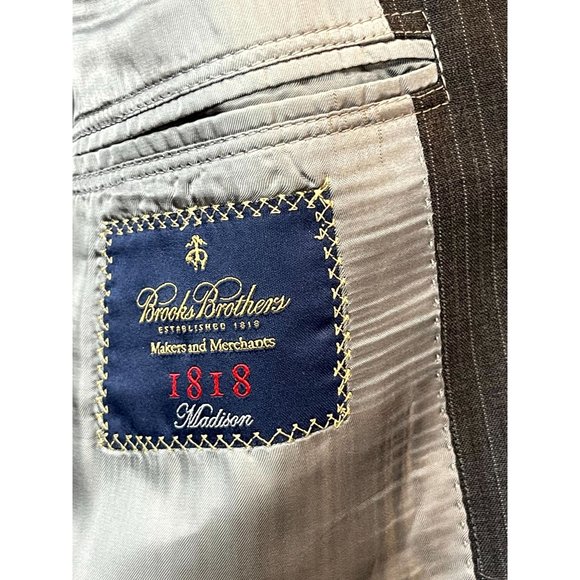 Brooks Brothers
ESTABLISHED 1818
Makers and Merchants
1818
Madison